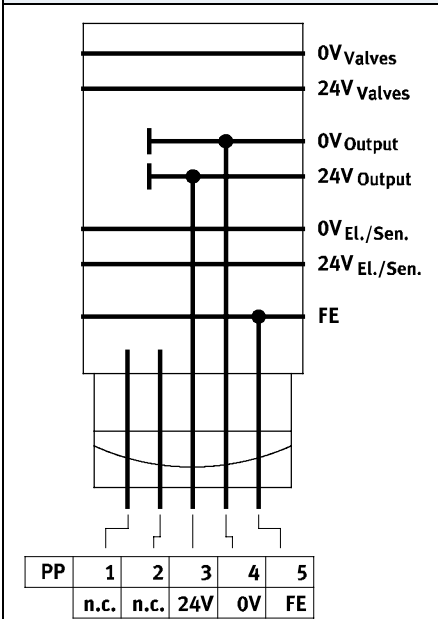 0V Valves
24V Valves
0V Output
24V Output
0V El./Sen.
24V El./Sen.
FE
PP 1 2 3 4 5
n.c. n.c. 24V 0V FE